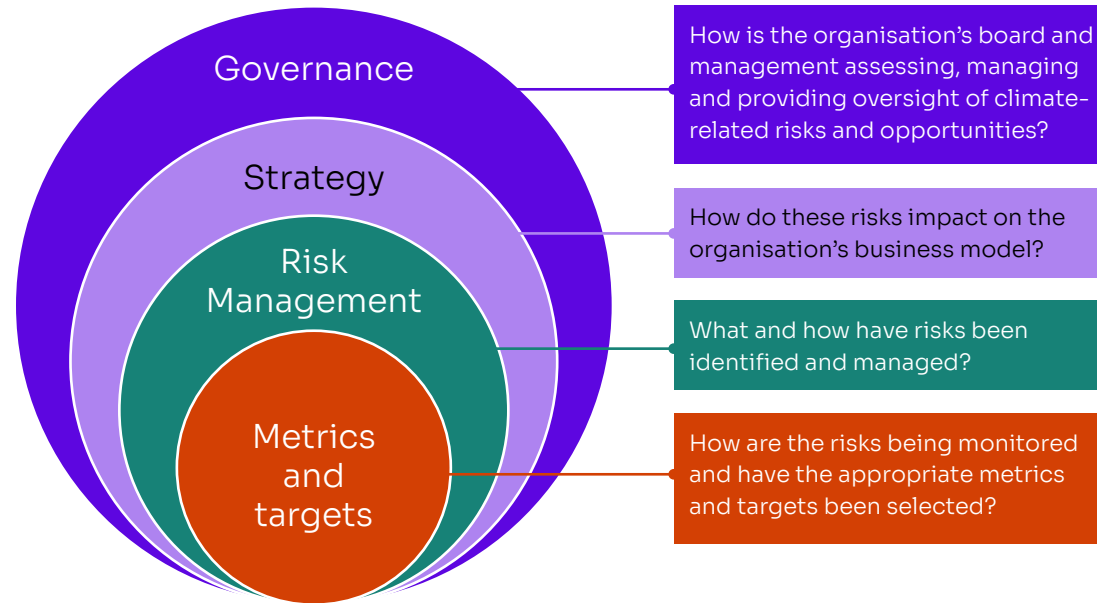 Governance
Strategy
Risk
Management
Metrics
and
targets
How is the organisation’s board and
management assessing, managing
and providing oversight of climate-
related risks and opportunities?
How do these risks impact on the
organisation’s business model?
What and how have risks been
identified and managed?
How are the risks being monitored
and have the appropriate metrics
and targets been selected?